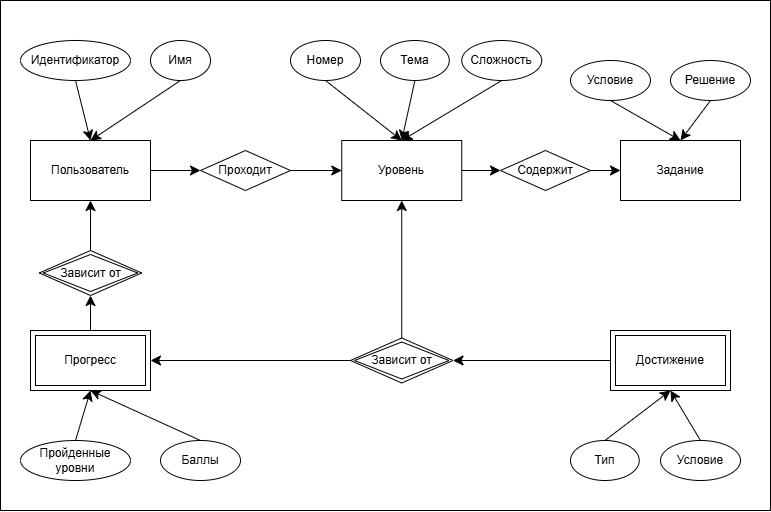 Идентификатор
Имя
Номер
Тема
Сложность
Условие
Решение
Пользователь
Проходит
Уровень
Содержит
Задание
Зависит от
Прогресс
Зависит от
Достижение
Пройденные
уровни
Баллы
Тип
Условие